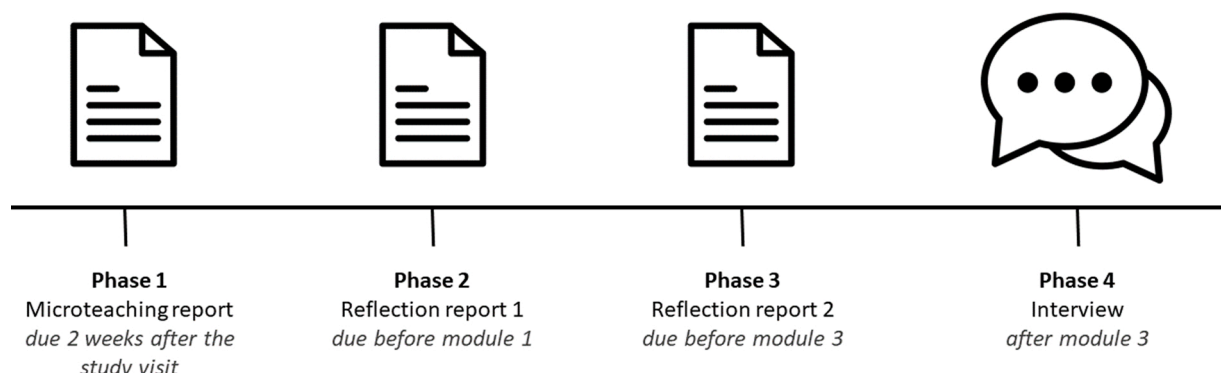 Phase 1
Microteaching report
due 2 weeks after the
study visit
Phase 2
Reflection report 1
due before module 1
Phase 3
Reflection report 2
due before module 3
Phase 4
Interview
after module 3